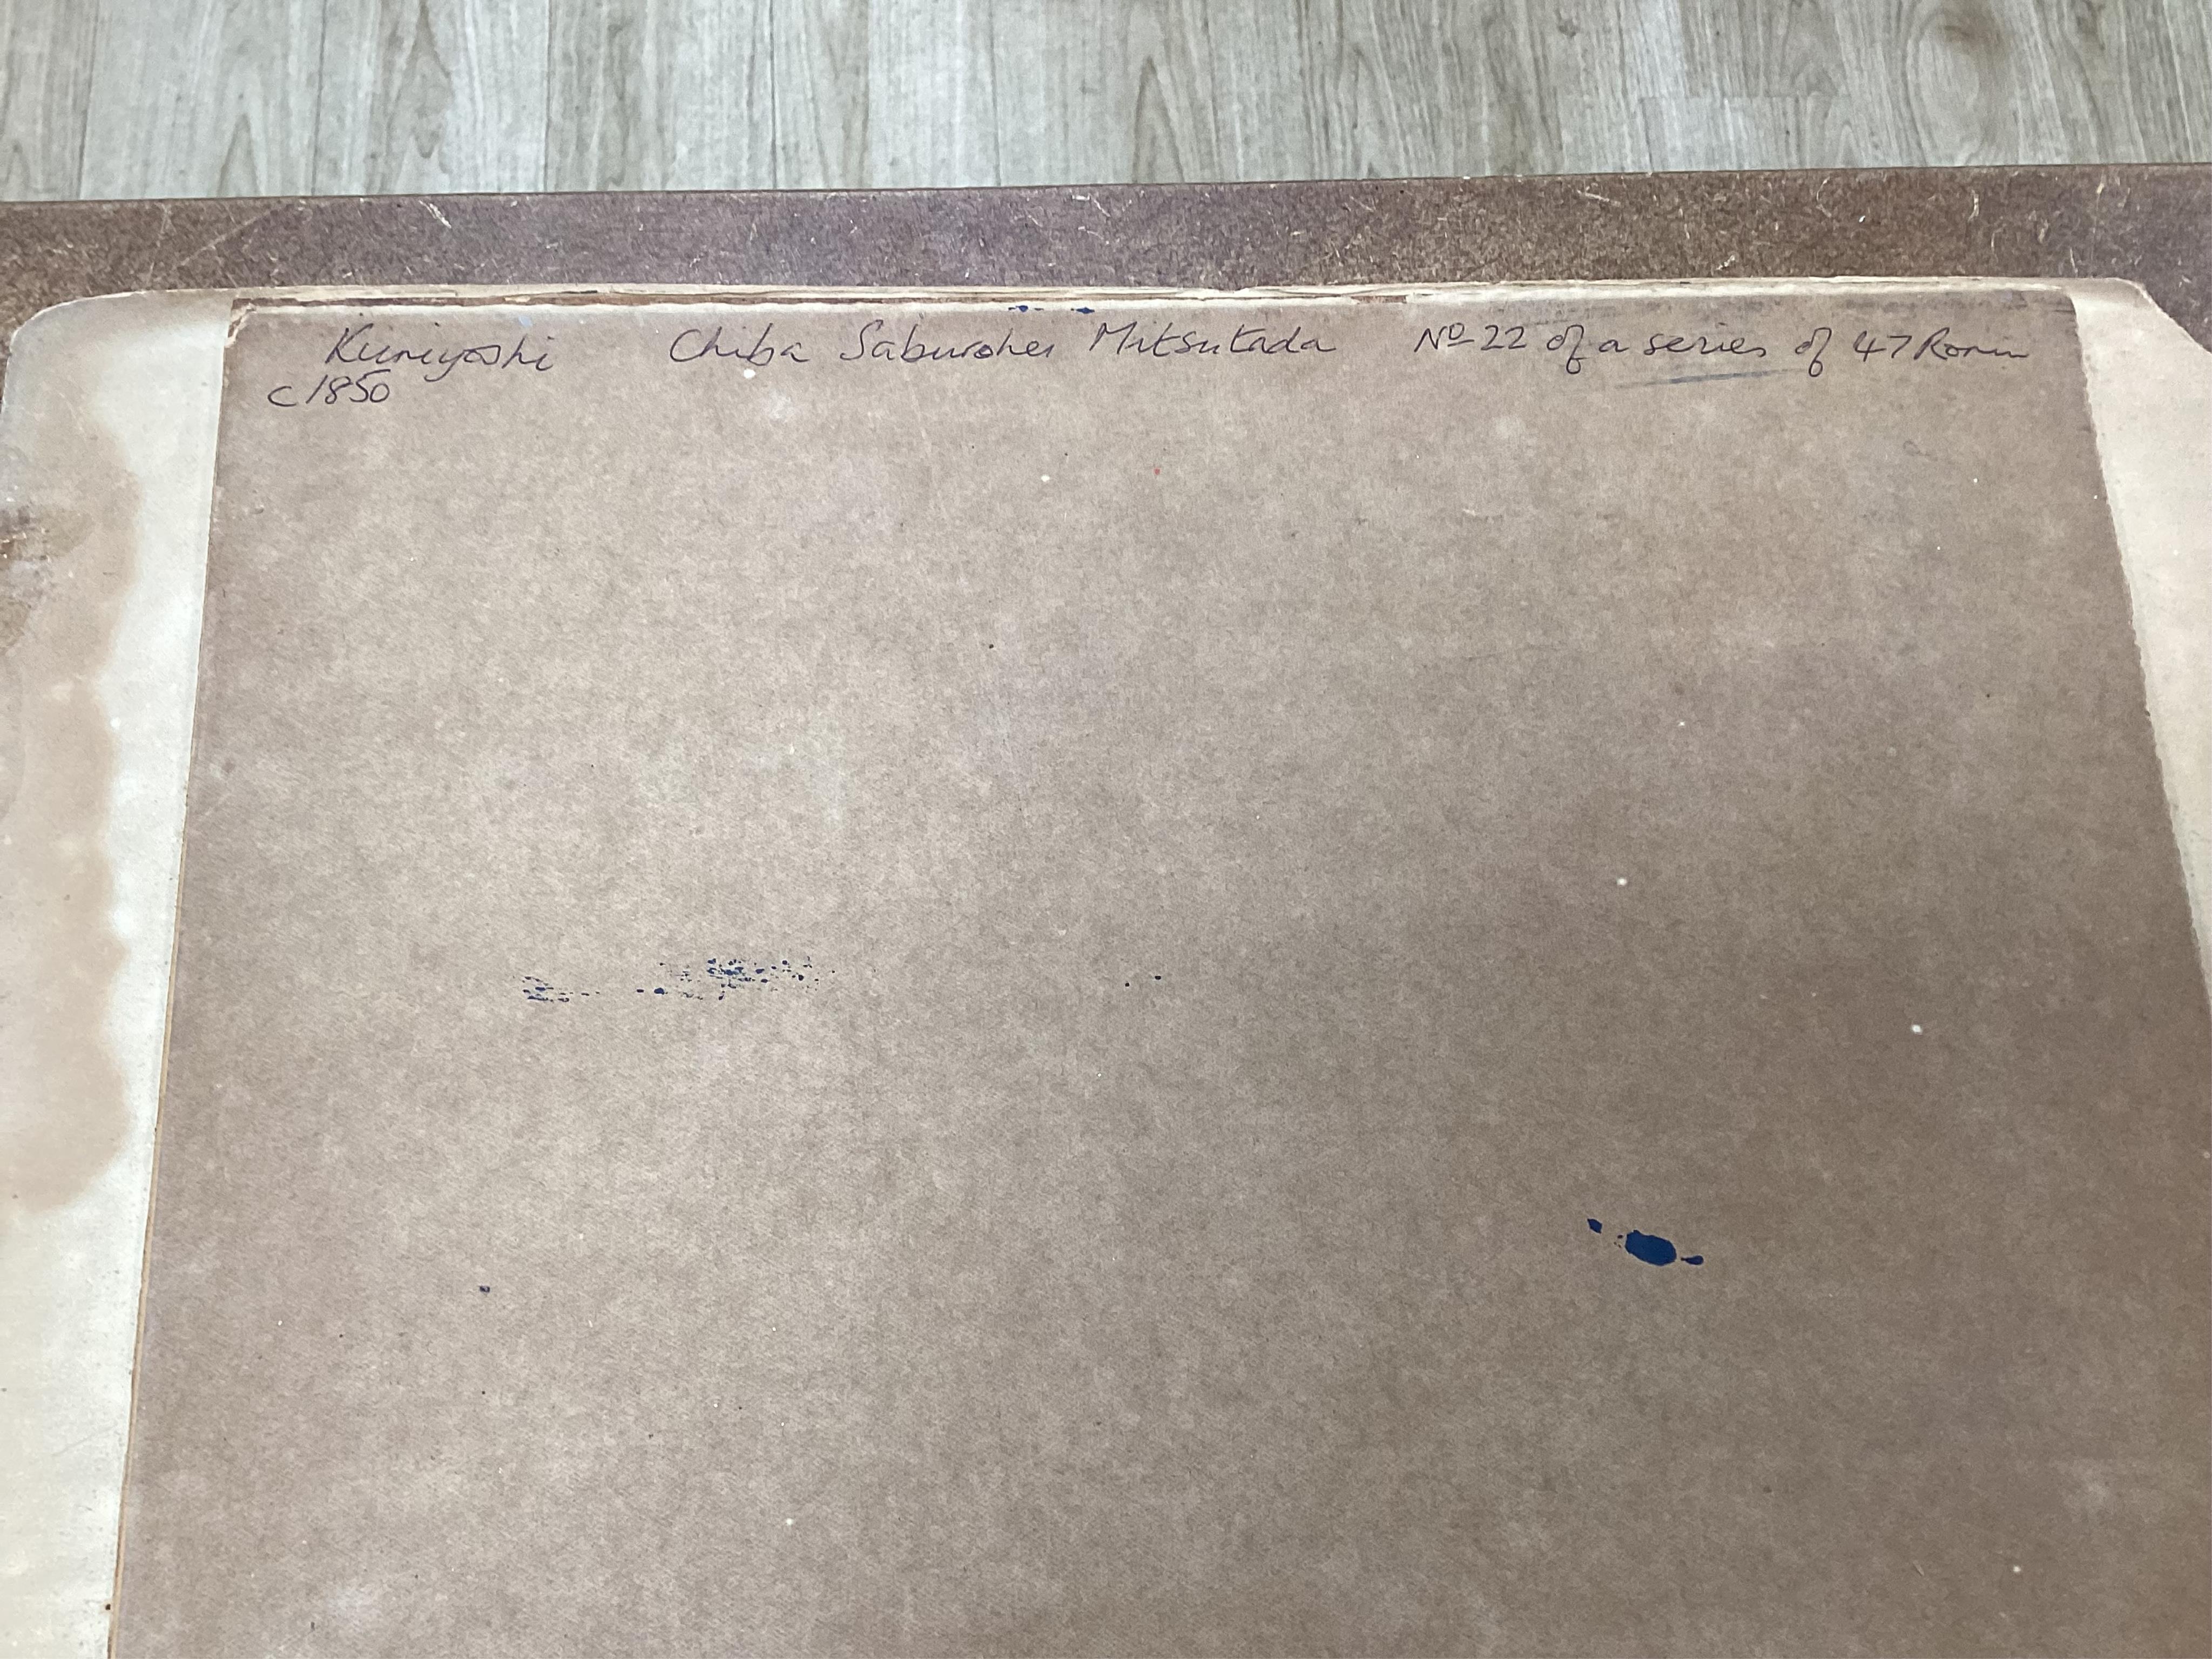 Kuniyoshi Chiba Saburohei Mitsutada Nº 22 of a series of 47 Ronin
c1850